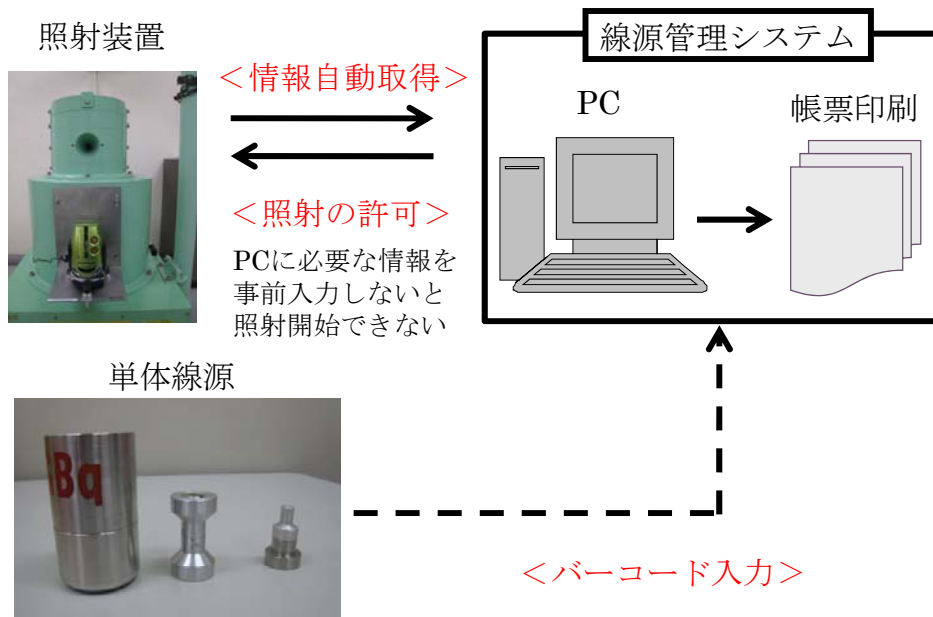 照射装置
線源管理システム
＜情報自動取得＞
PC
帳票印刷
＜照射の許可＞
PCに必要な情報を
事前入力しないと
照射開始できない
単体線源
Bq
＜バーコード入力＞